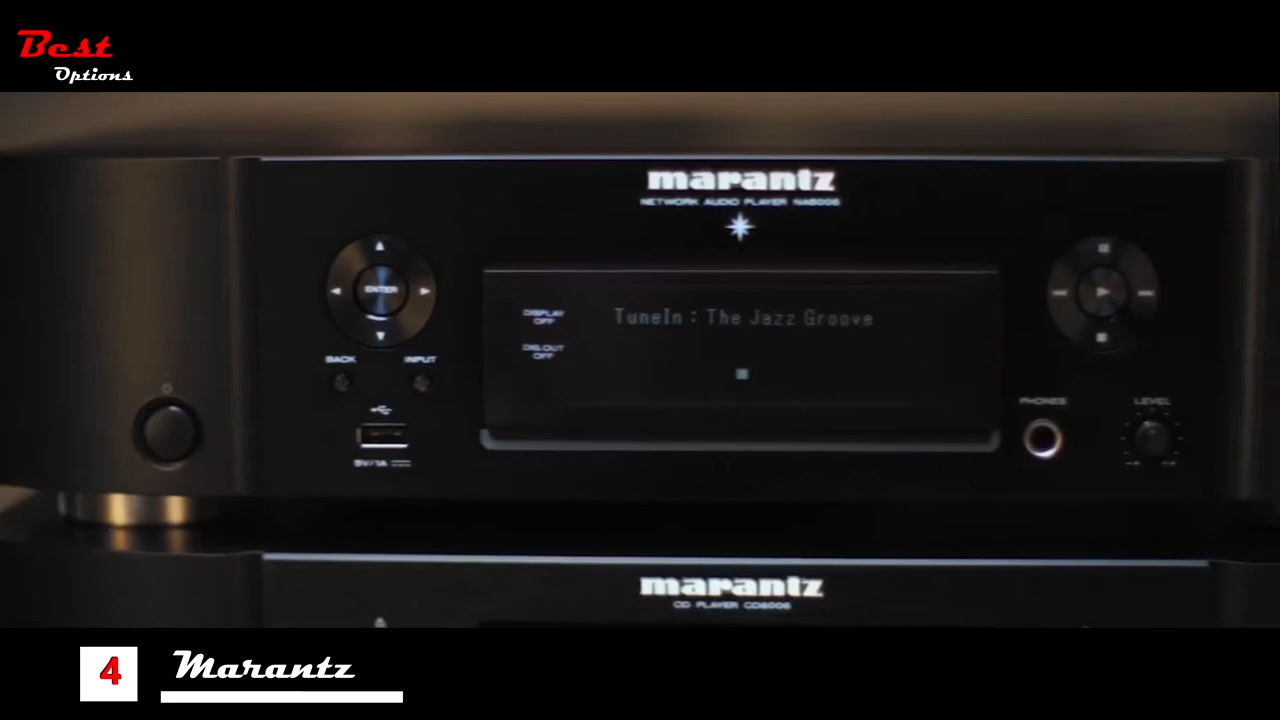 Best
Options
marantz
NETWORK AUDIO PLAYER NA6006
DISPLAY
OFF
TuneIn : The Jazz Groove
DIG.OUT
OFF
ENTER
BACK
INPUT
5V/1A
PHONES
LEVEL
marantz
CD PLAYER CD6006
4
Marantz